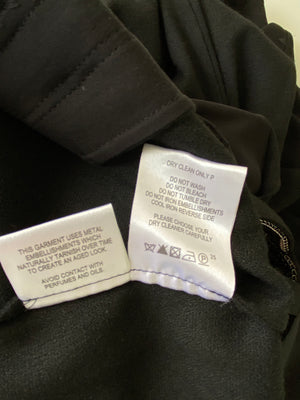 DRY CLEAN ONLY P
DO NOT WASH
DO NOT BLEACH
DO NOT TUMBLE DRY
DO NOT IRON EMBELLISHMENTS
COOL IRON REVERSE SIDE
PLEASE CHOOSE YOUR
DRY CLEANER CAREFULLY
P 25
THIS GARMENT USES METAL
EMBELLISHMENTS WHICH
NATURALLY TARNISH OVER TIME
TO CREATE AN AGED LOOK.
AVOID CONTACT WITH
PERFUMES AND OILS.